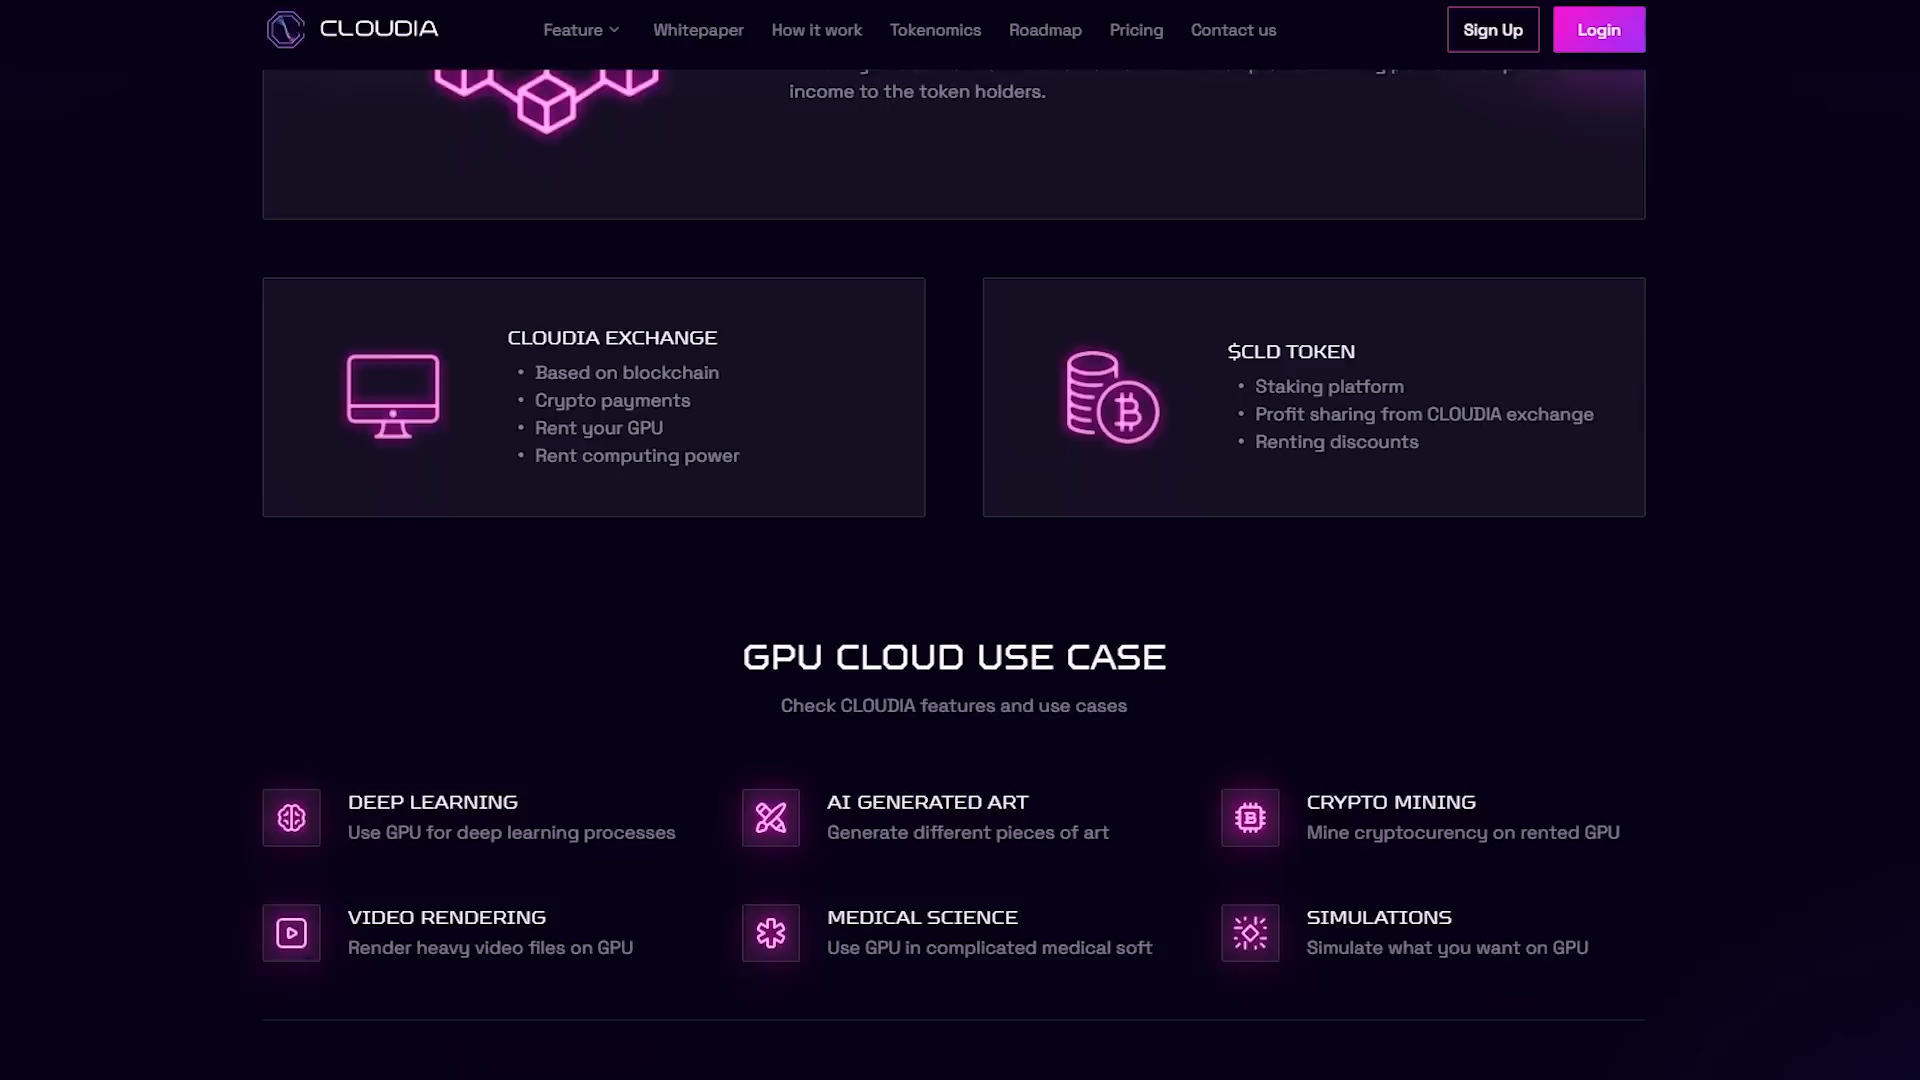 CLOUDIA
Feature
Whitepaper
How it work
Tokenomics
Roadmap
Pricing
Contact us
Sign Up
Login
income to the token holders.
CLOUDIA EXCHANGE
• Based on blockchain
• Crypto payments
• Rent your GPU
• Rent computing power
$CLD TOKEN
• Staking platform
• Profit sharing from CLOUDIA exchange
• Renting discounts
GPU CLOUD USE CASE
Check CLOUDIA features and use cases
DEEP LEARNING
Use GPU for deep learning processes
AI GENERATED ART
Generate different pieces of art
CRYPTO MINING
Mine cryptocurency on rented GPU
VIDEO RENDERING
Render heavy video files on GPU
MEDICAL SCIENCE
Use GPU in complicated medical soft
SIMULATIONS
Simulate what you want on GPU